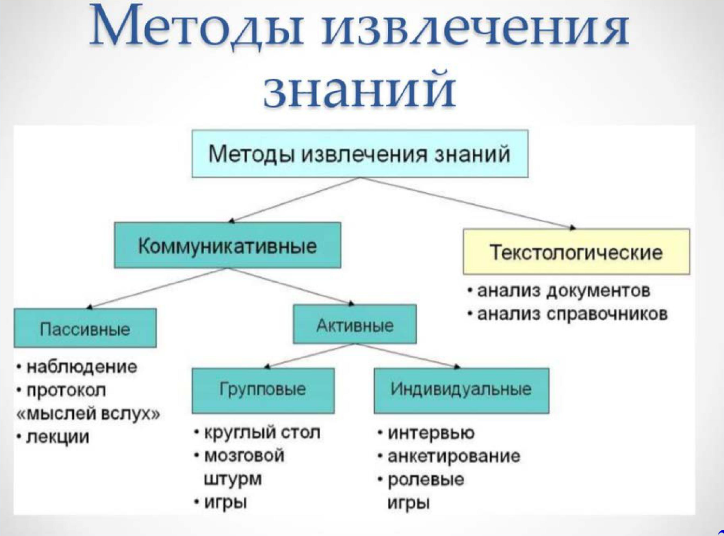 Методы извлечения
знаний
Методы извлечения знаний
Коммуникативные
Текстологические
• анализ документов
• анализ справочников
Пассивные
• наблюдение
• протокол
«мыслей вслух»
• лекции
Активные
Групповые
• круглый стол
• мозговой
штурм
• игры
Индивидуальные
• интервью
• анкетирование
• ролевые
игры